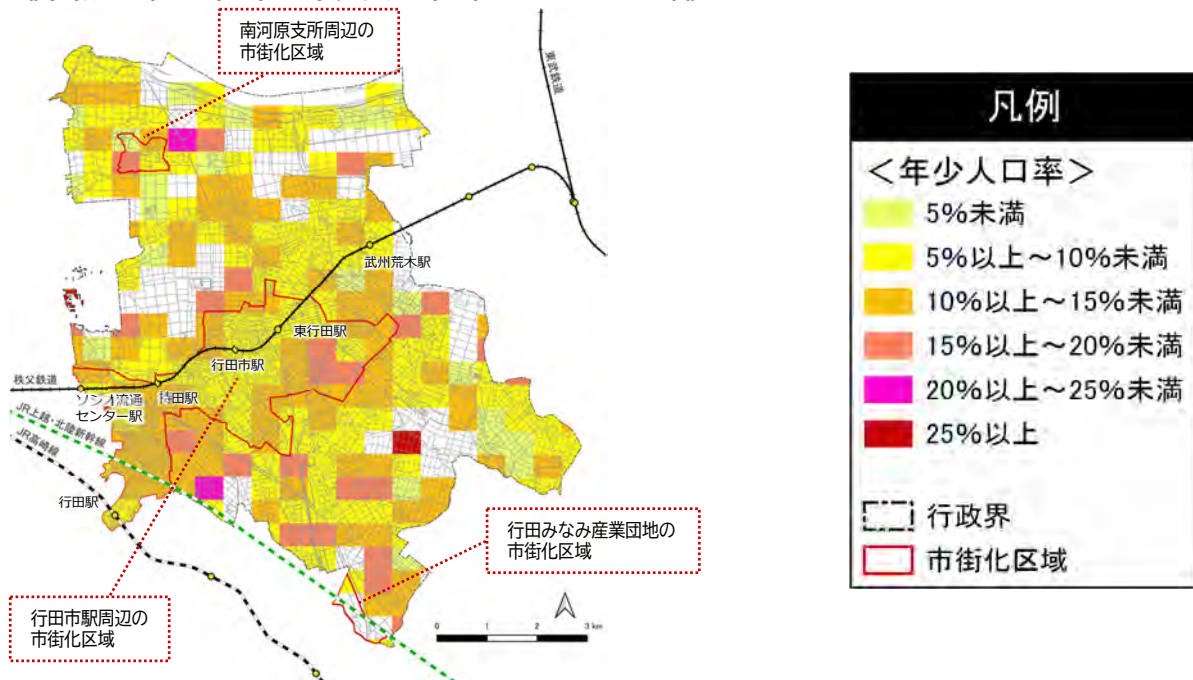 南河原支所周辺の
市街化区域
東武鉄道
武州荒木駅
東行田駅
行田市駅
秩父鉄道
ソシオ流通
センター駅
持田駅
JR上越・北陸新幹線
JR高崎線
行田駅
行田みなみ産業団地の
市街化区域
行田市駅周辺の
市街化区域
0 1 2 3 km
凡例
＜年少人口率＞
5%未満
5%以上～10%未満
10%以上～15%未満
15%以上～20%未満
20%以上～25%未満
25%以上
行政界
市街化区域